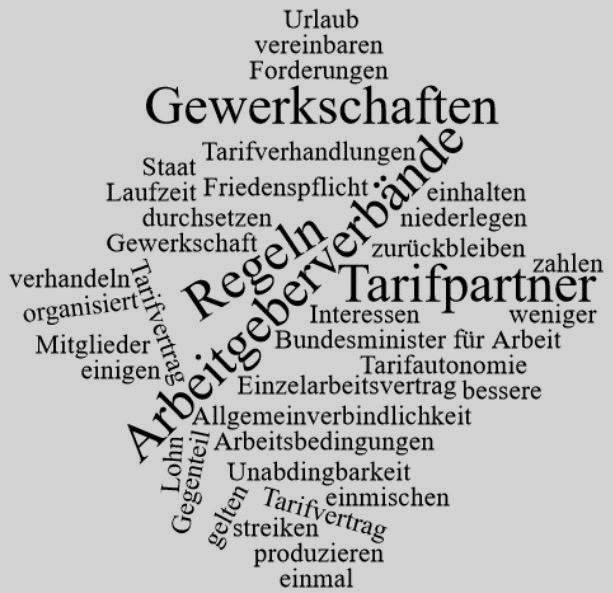 Urlaub
vereinbaren
Forderungen
Gewerkschaften
Tarifverhandlungen
Staat
Laufzeit
Friedenspflicht
einhalten
durchsetzen
niederlegen
Gewerkschaft
Regeln
zurückbleiben
Arbeitgeberverbände
zahlen
verhandeln
organisiert
Tarifvertrag
Tarifpartner
Interessen
weniger
Mitglieder
Bundesminister für Arbeit
einigen
Tarifautonomie
Einzelarbeitsvertrag
bessere
Allgemeinverbindlichkeit
Lohn
Gegenteil
Arbeitsbedingungen
Unabdingbarkeit
gelten
Tarifvertrag
einmischen
streiken
produzieren
einmal